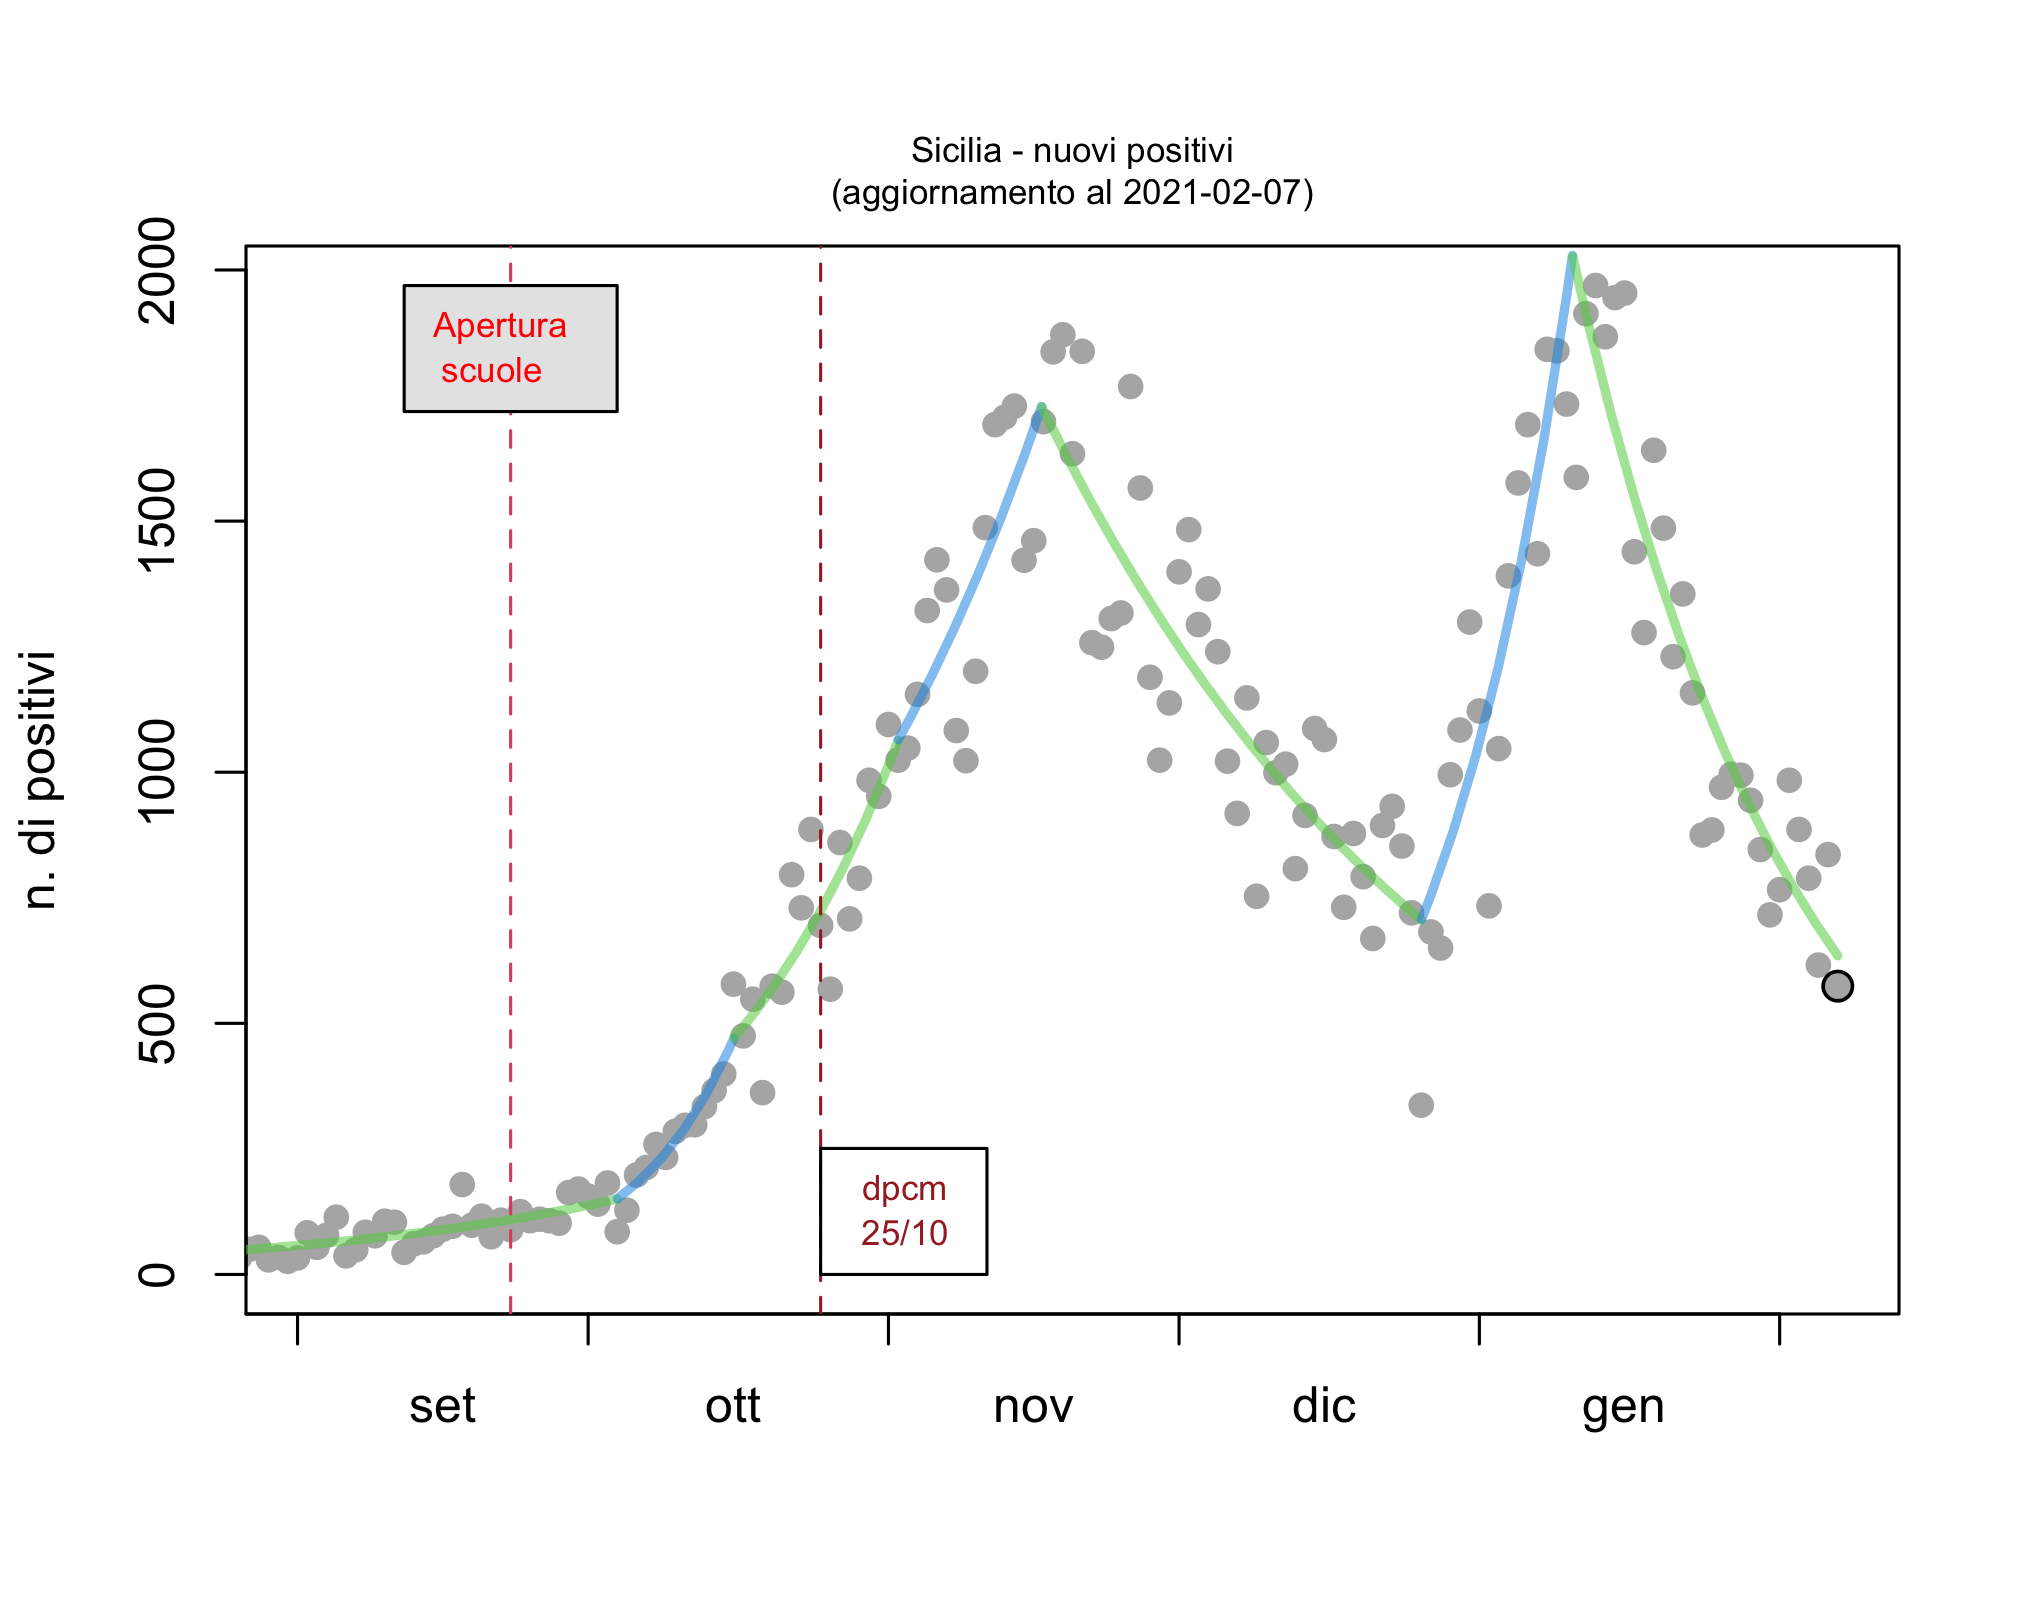 Sicilia - nuovi positivi
(aggiornamento al 2021-02-07)
n. di positivi
2000
1500
1000
500
0
Apertura
scuole
dpcm
25/10
set
ott
nov
dic
gen